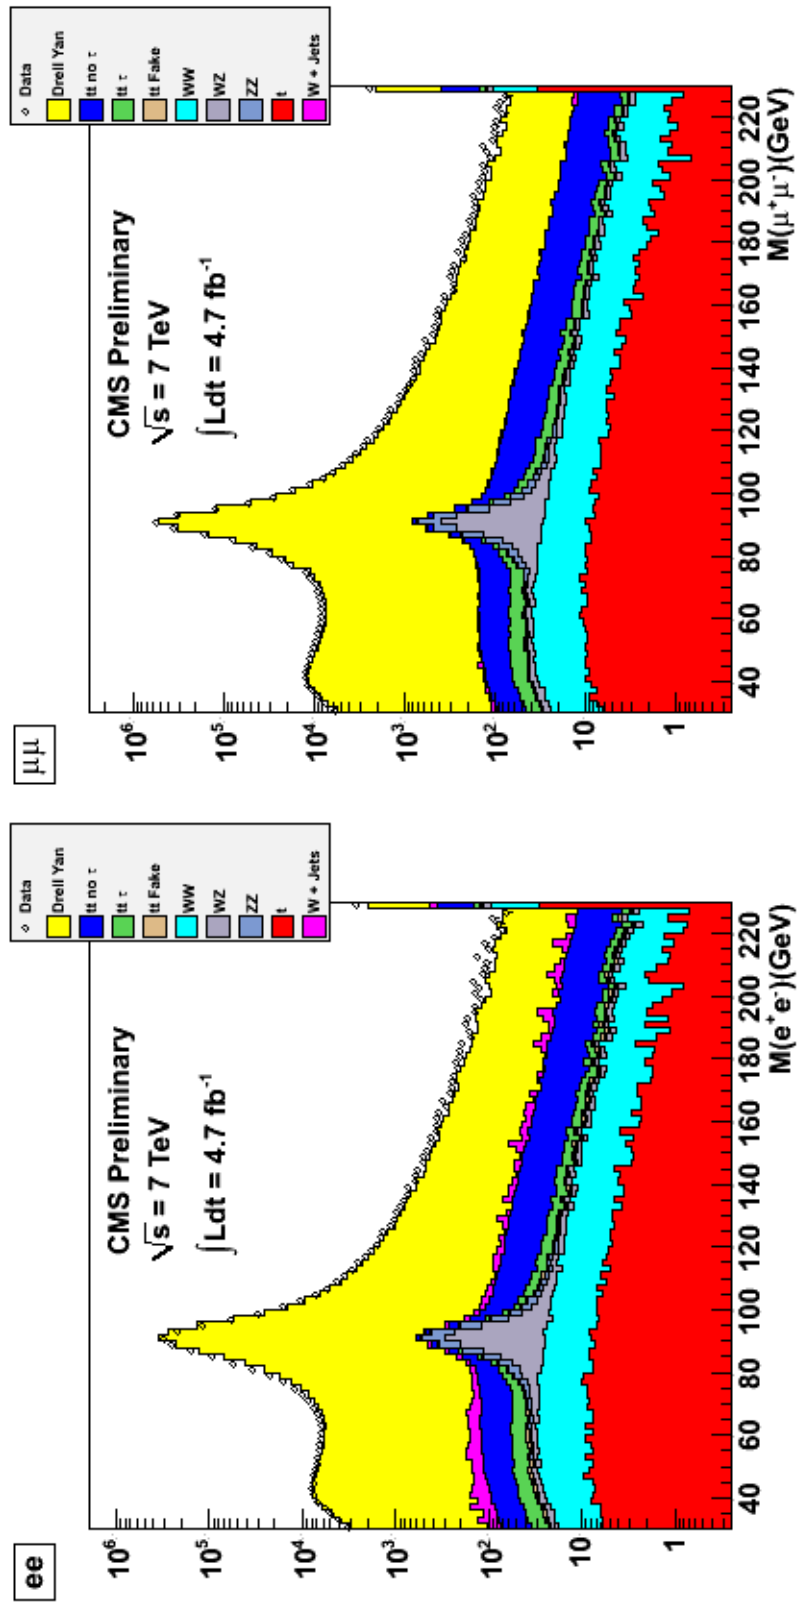 ee
◦ Data
Drell Yan
tt no τ
tt τ
tt Fake
WW
WZ
ZZ
t
W + Jets
CMS Preliminary
√s = 7 TeV
∫Ldt = 4.7 fb⁻¹
10⁶
10⁵
10⁴
10³
10²
10
1
40 60 80 100 120 140 160 180 200 220
M(e⁺e⁻)(GeV)
μμ
◦ Data
Drell Yan
tt no τ
tt τ
tt Fake
WW
WZ
ZZ
t
W + Jets
CMS Preliminary
√s = 7 TeV
∫Ldt = 4.7 fb⁻¹
10⁶
10⁵
10⁴
10³
10²
10
1
40 60 80 100 120 140 160 180 200 220
M(μ⁺μ⁻)(GeV)